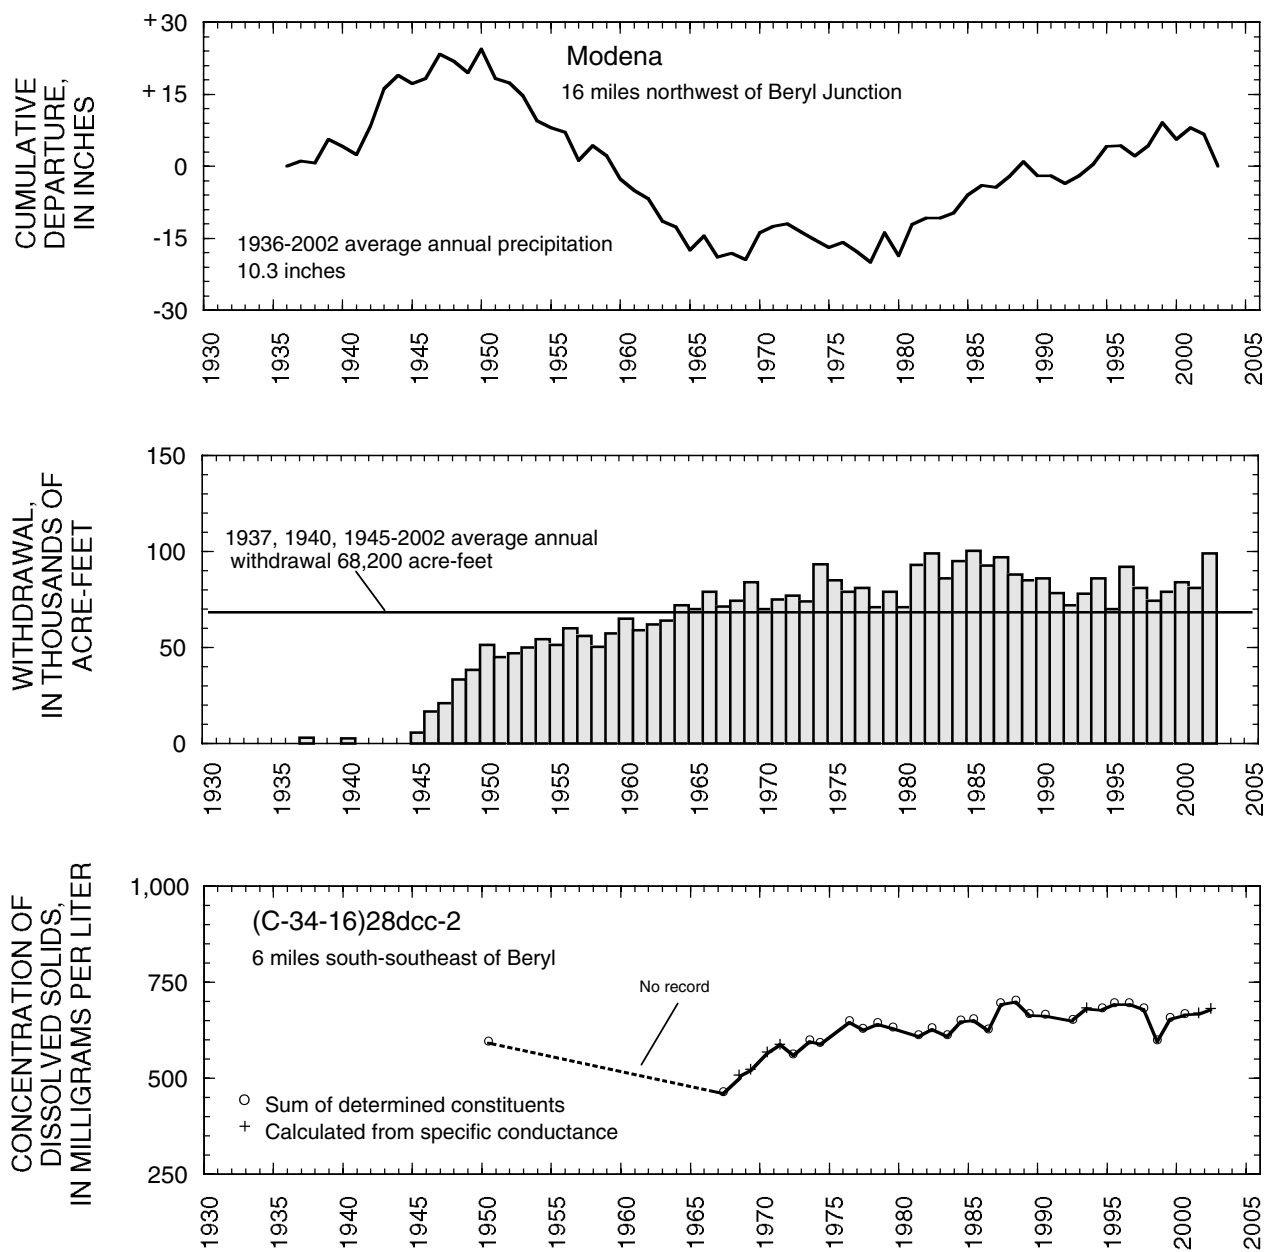 CUMULATIVE
DEPARTURE,
IN INCHES
+30
+15
0
-15
-30
Modena
16 miles northwest of Beryl Junction
1936-2002 average annual precipitation
10.3 inches
1930 1935 1940 1945 1950 1955 1960 1965 1970 1975 1980 1985 1990 1995 2000 2005
WITHDRAWAL,
IN THOUSANDS OF
ACRE-FEET
150
100
50
0
1937, 1940, 1945-2002 average annual
withdrawal 68,200 acre-feet
1930 1935 1940 1945 1950 1955 1960 1965 1970 1975 1980 1985 1990 1995 2000 2005
CONCENTRATION OF
DISSOLVED SOLIDS,
IN MILLIGRAMS PER LITER
1,000
750
500
250
(C-34-16)28dcc-2
6 miles south-southeast of Beryl
No record
Sum of determined constituents
Calculated from specific conductance
1930 1935 1940 1945 1950 1955 1960 1965 1970 1975 1980 1985 1990 1995 2000 2005